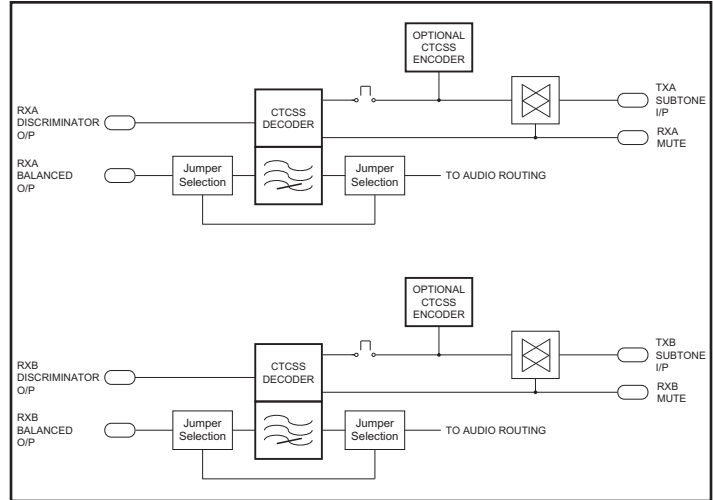 OPTIONAL
CTCSS
ENCODER
RXA
DISCRIMINATOR
O/P
CTCSS
DECODER
TXA
SUBTONE
I/P
RXA
MUTE
RXA
BALANCED
O/P
Jumper
Selection
Jumper
Selection
TO AUDIO ROUTING
OPTIONAL
CTCSS
ENCODER
RXB
DISCRIMINATOR
O/P
CTCSS
DECODER
TXB
SUBTONE
I/P
RXB
MUTE
RXB
BALANCED
O/P
Jumper
Selection
Jumper
Selection
TO AUDIO ROUTING